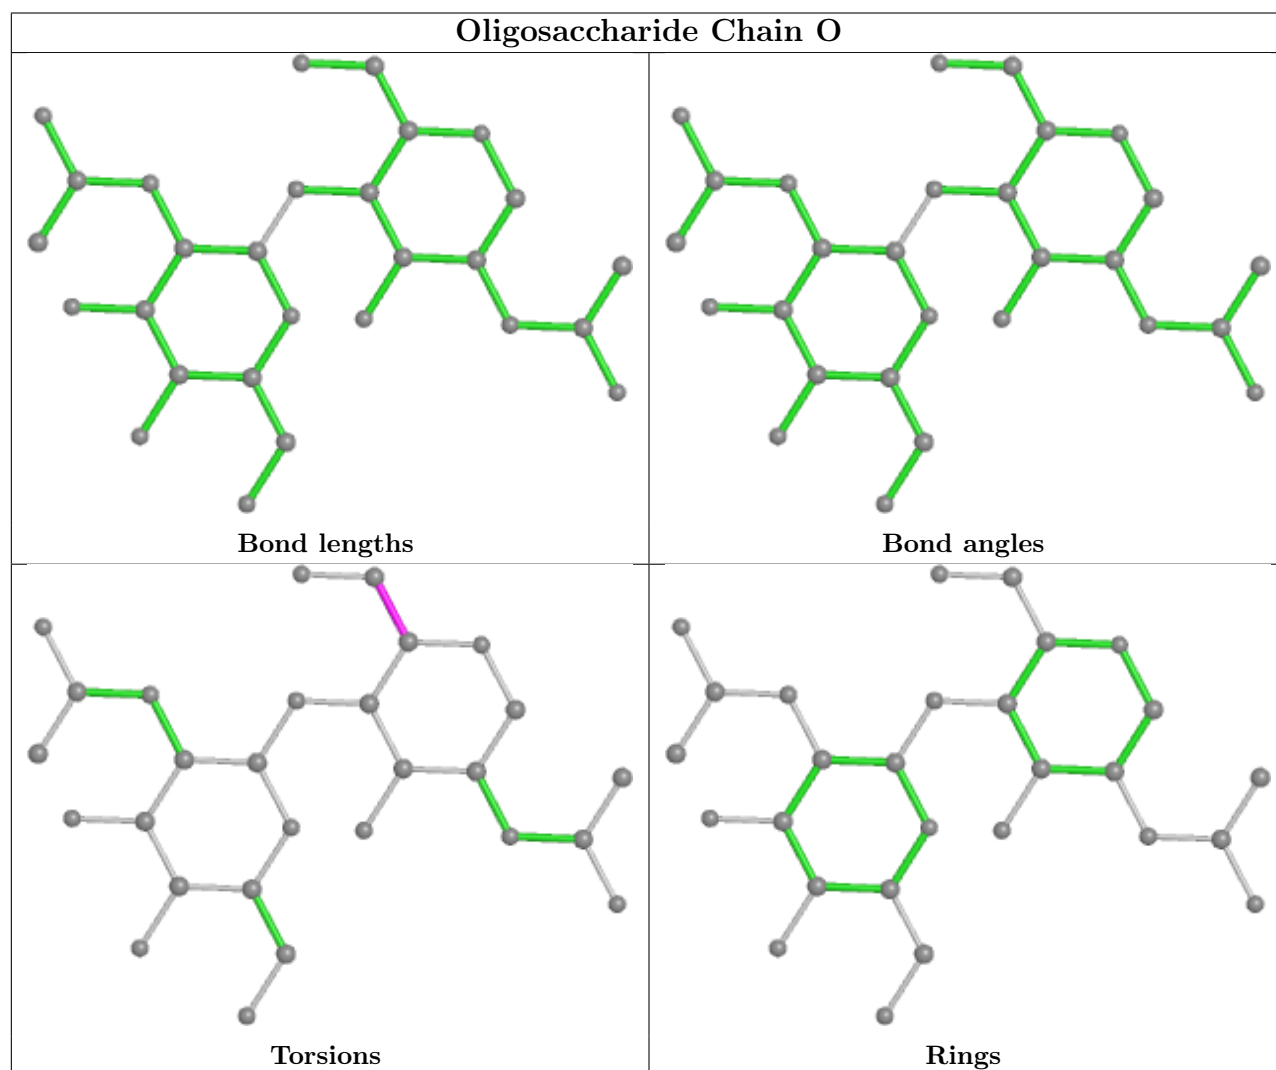 Oligosaccharide Chain O
Bond lengths
Bond angles
Torsions
Rings